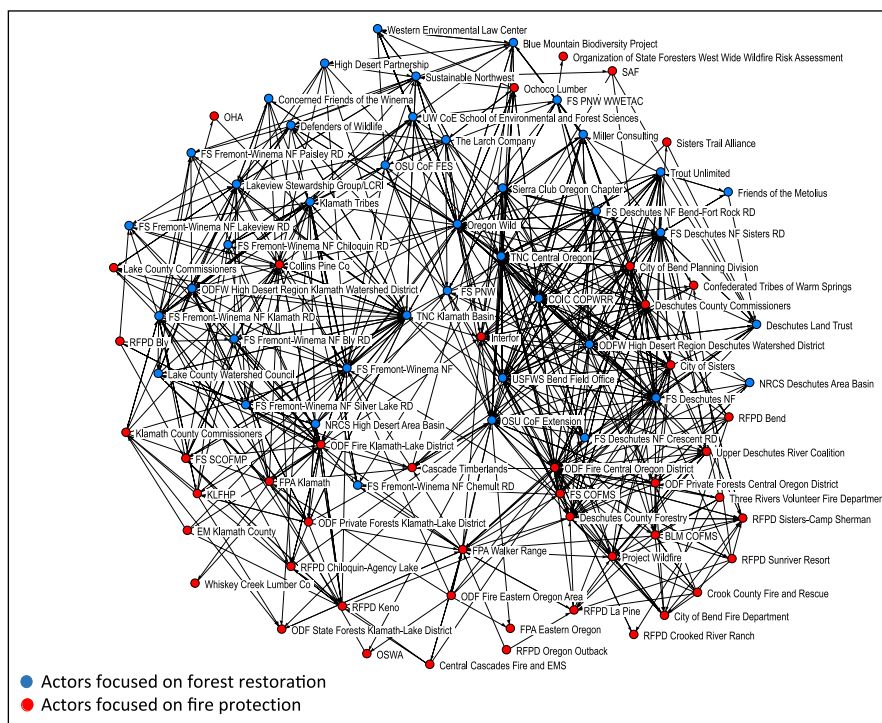 Western Environmental Law Center
Blue Mountain Biodiversity Project
Organization of State Foresters West Wide Wildfire Risk Assessment
High Desert Partnership
SAF
Sustainable Northwest
Ochoco Lumber
Concerned Friends of the Winema
FS PNW WWETAC
OHA
UW CoE School of Environmental and Forest Sciences
Defenders of Wildlife
Miller Consulting
The Larch Company
Sisters Trail Alliance
FS Fremont-Winema NF Paisley RD
OSU CoF FES
Trout Unlimited
Lakeview Stewardship Group/LCRI
Sierra Club Oregon Chapter
Friends of the Metolius
Klamath Tribes
FS Deschutes NF Bend-Fort Rock RD
FS Fremont-Winema NF Lakeview RD
Oregon Wild
FS Deschutes NF Sisters RD
FS Fremont-Winema NF Chiloquin RD
TNC Central Oregon
Lake County Commissioners
Collins Pine Co
City of Bend Planning Division
ODFW High Desert Region Klamath Watershed District
FS PNW
COIC COPWRR
Confederated Tribes of Warm Springs
Deschutes County Commissioners
FS Fremont-Winema NF Klamath RD
TNC Klamath Basin
Deschutes Land Trust
RFPD Bly
FS Fremont-Winema NF Bly RD
Interfor
ODFW High Desert Region Deschutes Watershed District
Lake County Watershed Council
FS Fremont-Winema NF
City of Sisters
USFWS Bend Field Office
NRCS Deschutes Area Basin
FS Fremont-Winema NF Silver Lake RD
FS Deschutes NF
NRCS High Desert Area Basin
OSU CoF Extension
RFPD Bend
Klamath County Commissioners
ODF Fire Klamath-Lake District
FS Deschutes NF Crescent RD
Upper Deschutes River Coalition
FS SCOFMP
Cascade Timberlands
ODF Fire Central Oregon District
FPA Klamath
FS Fremont-Winema NF Chemult RD
ODF Private Forests Central Oregon District
KLFHP
FS COFMS
Three Rivers Volunteer Fire Department
ODF Private Forests Klamath-Lake District
Deschutes County Forestry
RFPD Sisters-Camp Sherman
EM Klamath County
BLM COFMS
FPA Walker Range
Project Wildfire
RFPD Sunriver Resort
RFPD Chiloquin-Agency Lake
Whiskey Creek Lumber Co
ODF Fire Eastern Oregon Area
Crook County Fire and Rescue
RFPD Keno
RFPD La Pine
City of Bend Fire Department
ODF State Forests Klamath-Lake District
FPA Eastern Oregon
RFPD Crooked River Ranch
OSWA
RFPD Oregon Outback
Central Cascades Fire and EMS
Actors focused on forest restoration
Actors focused on fire protection